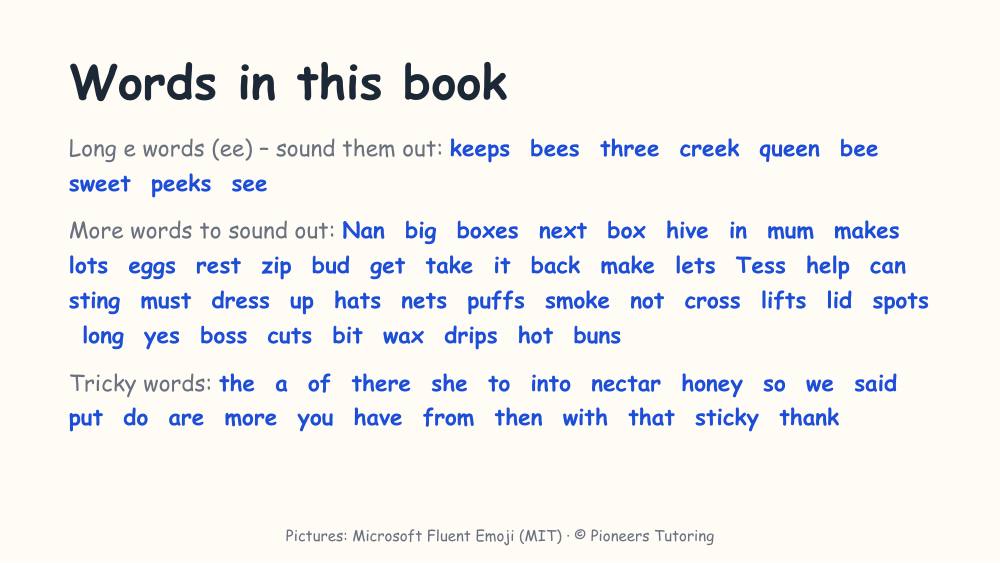 Words in this book
Long e words (ee) – sound them out: keeps bees three creek queen bee
sweet peeks see
More words to sound out: Nan big boxes next box hive in mum makes
lots eggs rest zip bud get take it back make lets Tess help can
sting must dress up hats nets puffs smoke not cross lifts lid spots
long yes boss cuts bit wax drips hot buns
Tricky words: the a of there she to into nectar honey so we said
put do are more you have from then with that sticky thank
Pictures: Microsoft Fluent Emoji (MIT) · © Pioneers Tutoring